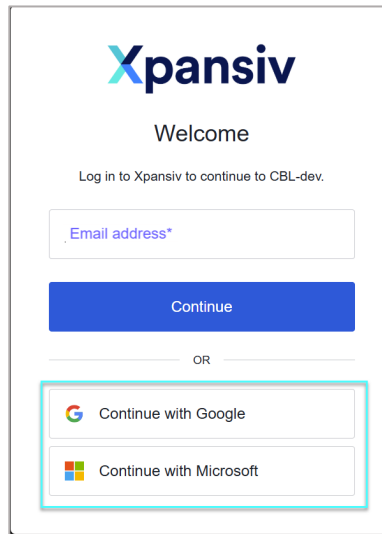 Xpansiv
Welcome
Log in to Xpansiv to continue to CBL-dev.
Email address*
Continue
OR
Continue with Google
Continue with Microsoft